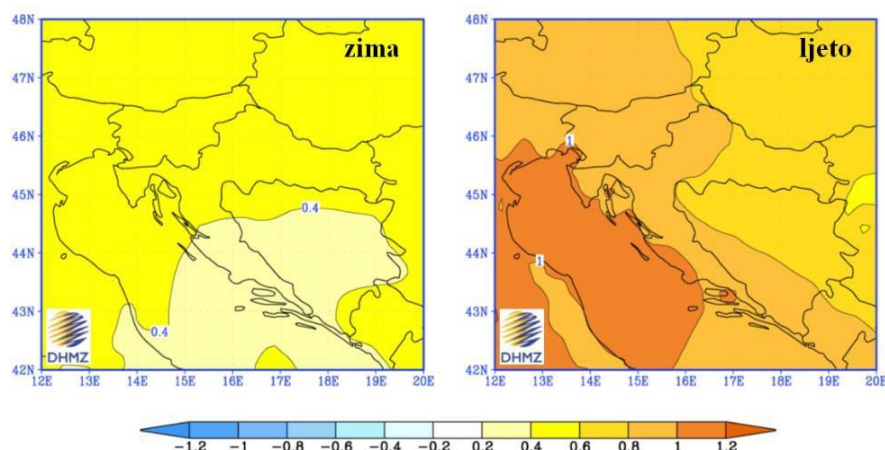 zima
ljeto
48N
47N
46N
45N
44N
43N
42N
12E 13E 14E 15E 16E 17E 18E 19E 20E
0.4
0.4
DHMZ
48N
47N
46N
45N
44N
43N
42N
12E 13E 14E 15E 16E 17E 18E 19E 20E
1
1
DHMZ
-1.2 -1 -0.8 -0.6 -0.4 -0.2 0.2 0.4 0.6 0.8 1 1.2